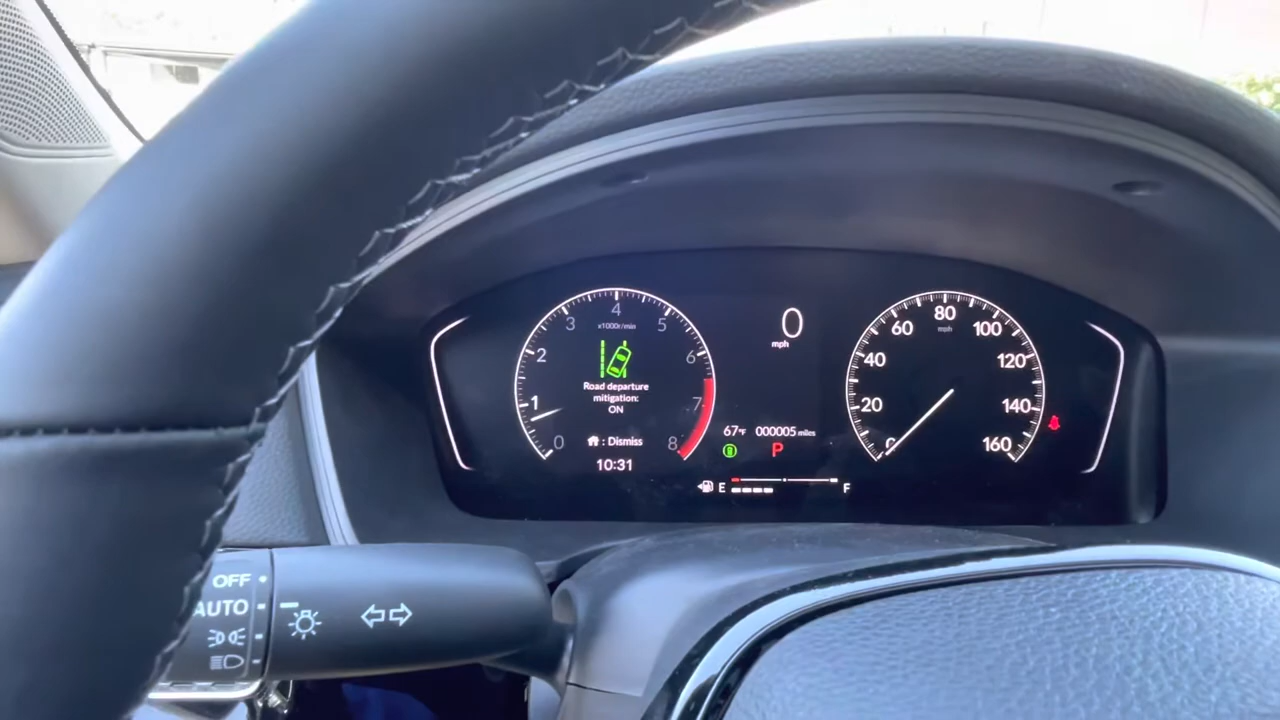 4
3
5
x1000r/min
2
6
Road departure
mitigation:
ON
1
7
0
8
: Dismiss
10:31
0
mph
67°F 000005 miles
P
E
F
80
60
mph
100
40
120
20
140
0
160
OFF
AUTO